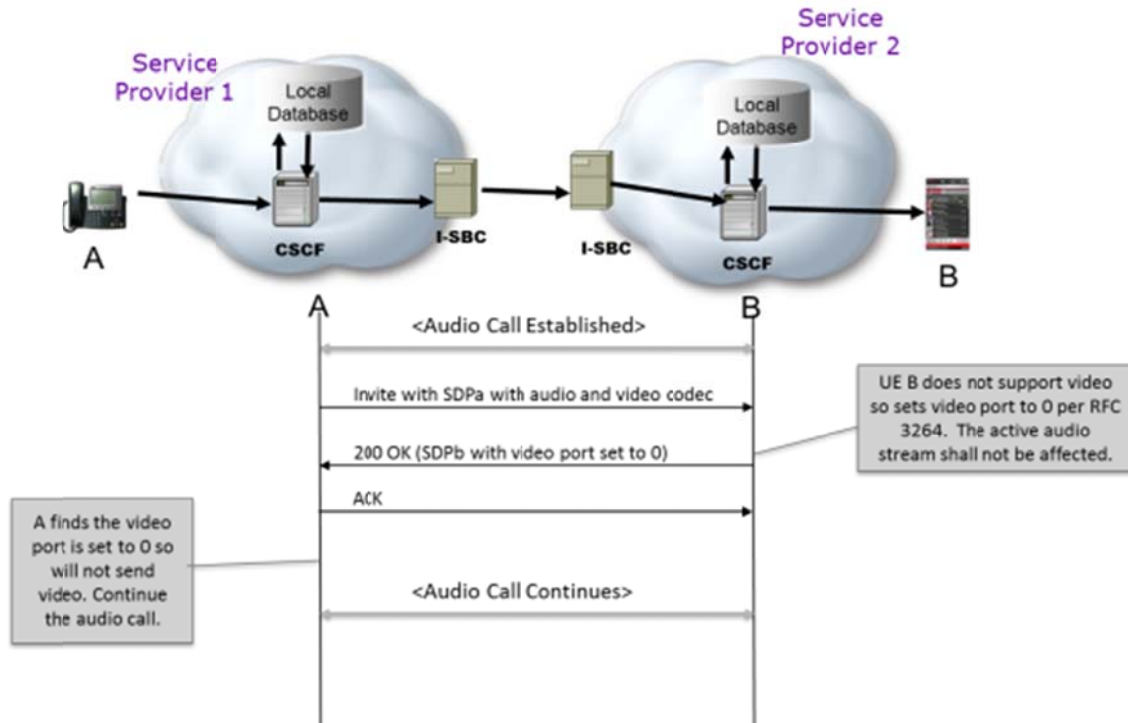 Service
Provider 1
Local
Database
CSCF
I-SBC
A
Service
Provider 2
Local
Database
I-SBC
CSCF
B
A
B
<Audio Call Established>
Invite with SDPa with audio and video codec
200 OK (SDPb with video port set to 0)
ACK
<Audio Call Continues>
UE B does not support video
so sets video port to 0 per RFC
3264. The active audio
stream shall not be affected.
A finds the video
port is set to 0 so
will not send
video. Continue
the audio call.